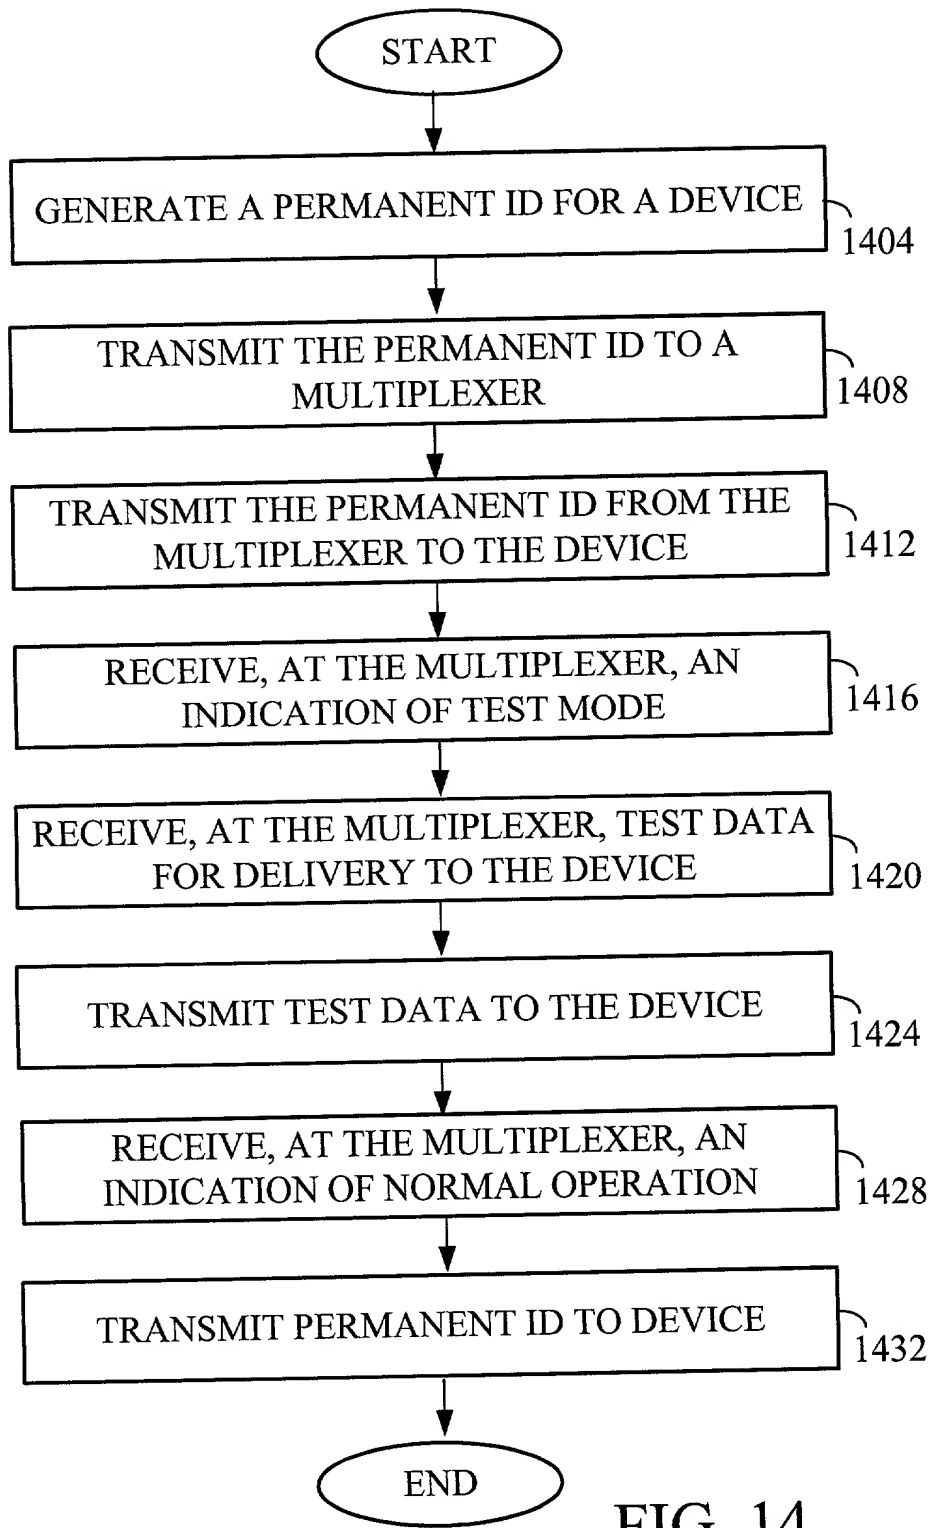 START
GENERATE A PERMANENT ID FOR A DEVICE
1404
TRANSMIT THE PERMANENT ID TO A
MULTIPLEXER
1408
TRANSMIT THE PERMANENT ID FROM THE
MULTIPLEXER TO THE DEVICE
1412
RECEIVE, AT THE MULTIPLEXER, AN
INDICATION OF TEST MODE
1416
RECEIVE, AT THE MULTIPLEXER, TEST DATA
FOR DELIVERY TO THE DEVICE
1420
TRANSMIT TEST DATA TO THE DEVICE
1424
RECEIVE, AT THE MULTIPLEXER, AN
INDICATION OF NORMAL OPERATION
1428
TRANSMIT PERMANENT ID TO DEVICE
1432
END
FIG. 14